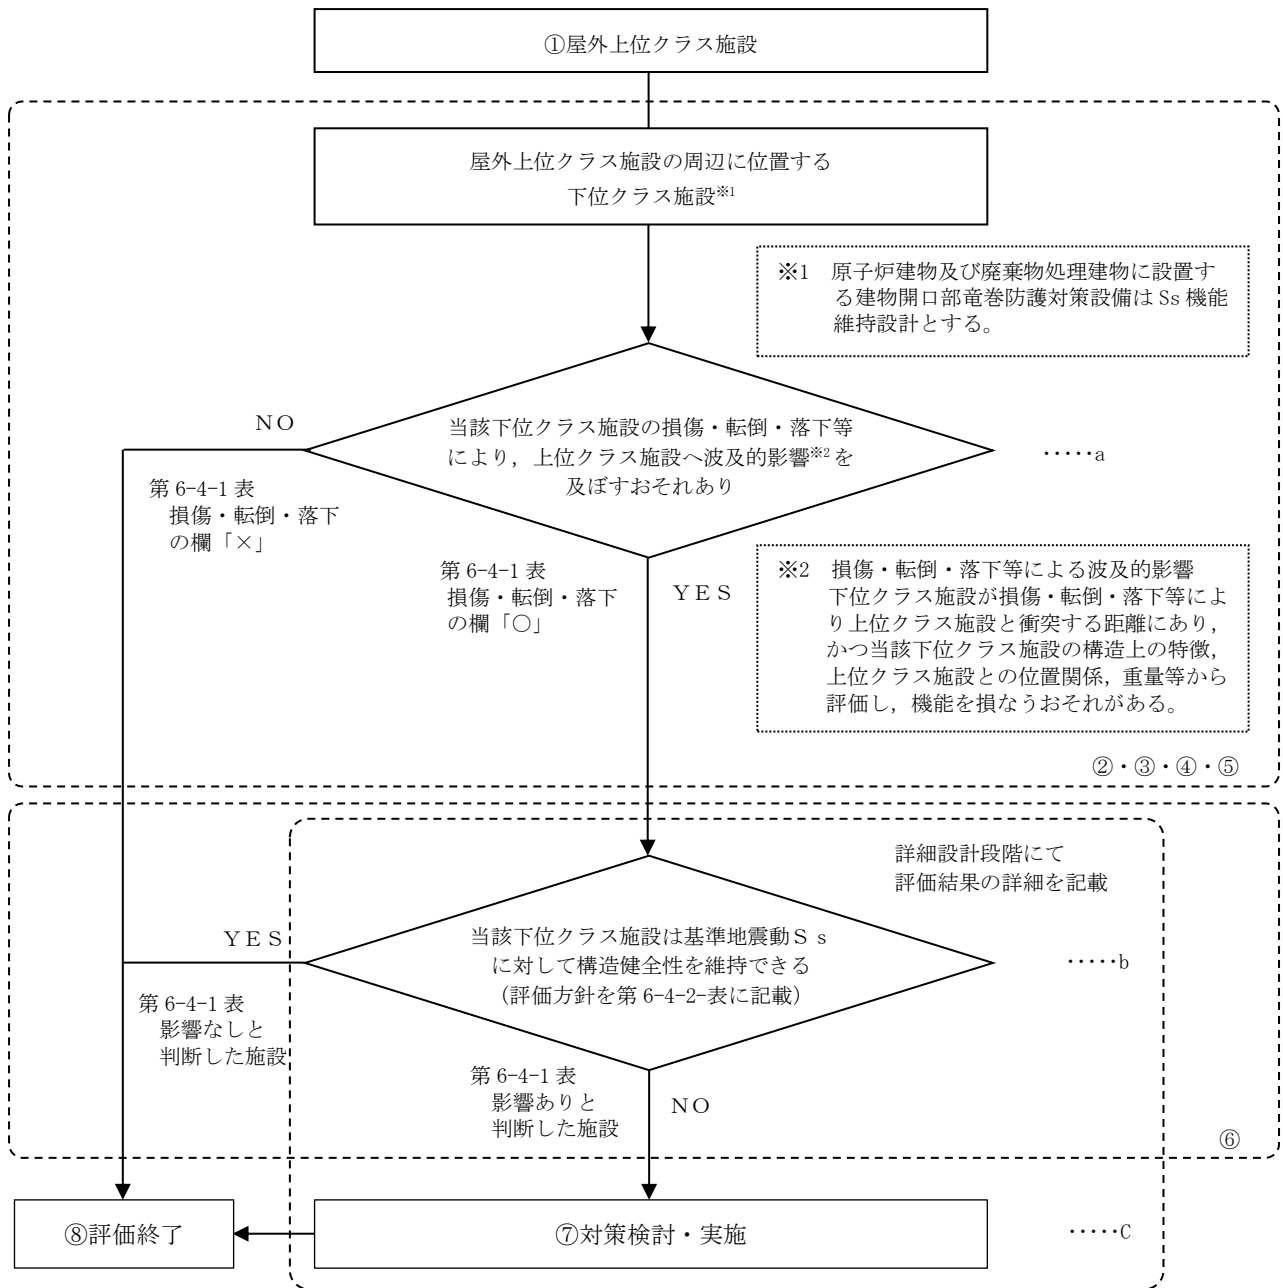 ①屋外上位クラス施設
屋外上位クラス施設の周辺に位置する
下位クラス施設※1
※1　原子炉建物及び廃棄物処理建物に設置す
る建物開口部竜巻防護対策設備は Ss 機能
維持設計とする。
NO
当該下位クラス施設の損傷・転倒・落下等
により，上位クラス施設へ波及的影響※2 を
及ぼすおそれあり
‥‥‥a
第 6-4-1 表
損傷・転倒・落下
の欄「×」
第 6-4-1 表
損傷・転倒・落下
の欄「○」
YES
※2　損傷・転倒・落下等による波及的影響
下位クラス施設が損傷・転倒・落下等によ
り上位クラス施設と衝突する距離にあり，
かつ当該下位クラス施設の構造上の特徴，
上位クラス施設との位置関係，重量等から
評価し，機能を損なうおそれがある。
②・③・④・⑤
詳細設計段階にて
評価結果の詳細を記載
YES
当該下位クラス施設は基準地震動Ｓｓ
に対して構造健全性を維持できる
（評価方針を第 6-4-2-表に記載）
‥‥‥b
第 6-4-1 表
影響なしと
判断した施設
第 6-4-1 表
影響ありと
判断した施設
NO
⑥
⑧評価終了
⑦対策検討・実施
‥‥‥C